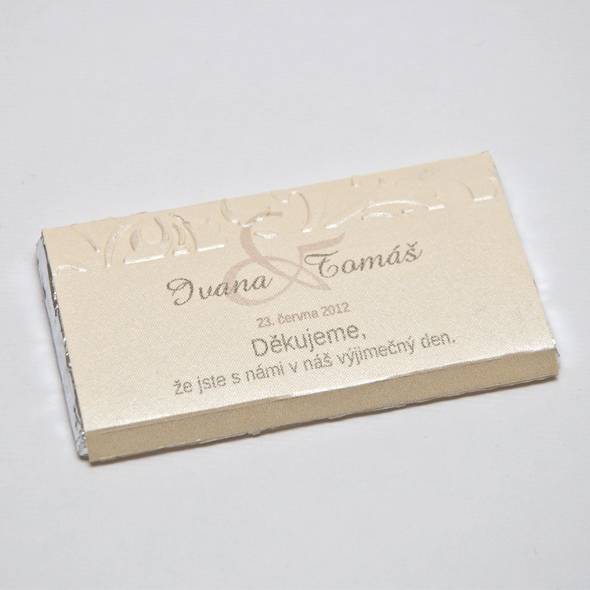 Ivana & Tomáš
23. června 2012
Děkujeme,
že jste s námi v náš výjimečný den.